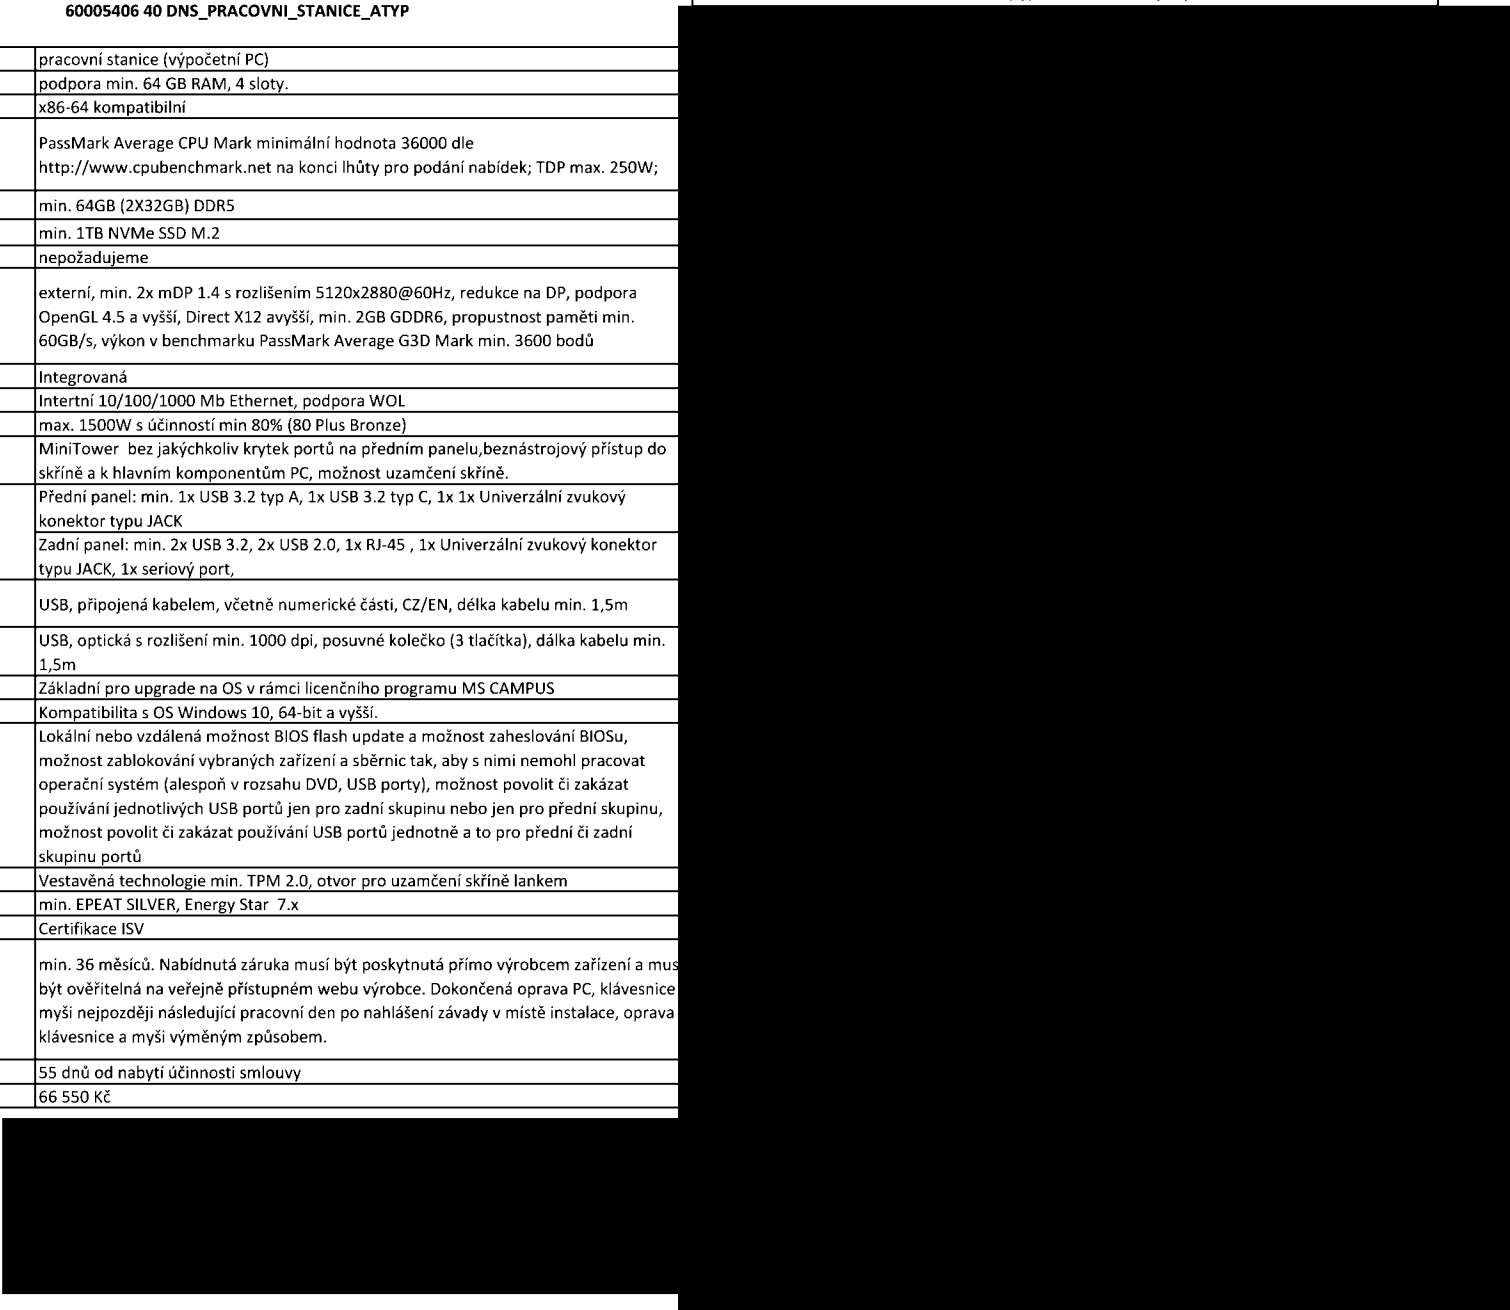 60005406 40 DNS_PRACOVNI_STANICE_ATYP
pracovní stanice (výpočetní PC)
podpora min. 64 GB RAM, 4 sloty.
x86-64 kompatibilní
PassMark Average CPU Mark minimální hodnota 36000 dle
http://www.cpubenchmark.net na konci lhůty pro podání nabídek; TDP max. 250W;
min. 64GB (2X32GB) DDR5
min. 1TB NVMe SSD M.2
nepožadujeme
externí, min. 2x mDP 1.4 s rozlišením 5120x2880@60Hz, redukce na DP, podpora
OpenGL 4.5 a vyšší, Direct X12 avyšší, min. 2GB GDDR6, propustnost paměti min.
60GB/s, výkon v benchmarku PassMark Average G3D Mark min. 3600 bodů
Integrovaná
Intertní 10/100/1000 Mb Ethernet, podpora WOL
max. 1500W s účinností min 80% (80 Plus Bronze)
MiniTower  bez jakýchkoliv krytek portů na předním panelu,beznástrojový přístup do
skříně a k hlavním komponentům PC, možnost uzamčení skříně.
Přední panel: min. 1x USB 3.2 typ A, 1x USB 3.2 typ C, 1x 1x Univerzální zvukový
konektor typu JACK
Zadní panel: min. 2x USB 3.2, 2x USB 2.0, 1x RJ-45 , 1x Univerzální zvukový konektor
typu JACK, 1x seriový port,
USB, připojená kabelem, včetně numerické části, CZ/EN, délka kabelu min. 1,5m
USB, optická s rozlišení min. 1000 dpi, posuvné kolečko (3 tlačítka), dálka kabelu min.
1,5m
Základní pro upgrade na OS v rámci licenčního programu MS CAMPUS
Kompatibilita s OS Windows 10, 64-bit a vyšší.
Lokální nebo vzdálená možnost BIOS flash update a možnost zaheslování BIOSu,
možnost zablokování vybraných zařízení a sběrnic tak, aby s nimi nemohl pracovat
operační systém (alespoň v rozsahu DVD, USB porty), možnost povolit či zakázat
používání jednotlivých USB portů jen pro zadní skupinu nebo jen pro přední skupinu,
možnost povolit či zakázat používání USB portů jednotně a to pro přední či zadní
skupinu portů
Vestavěná technologie min. TPM 2.0, otvor pro uzamčení skříně lankem
min. EPEAT SILVER, Energy Star  7.x
Certifikace ISV
min. 36 měsíců. Nabídnutá záruka musí být poskytnutá přímo výrobcem zařízení a mus
být ověřitelná na veřejně přístupném webu výrobce. Dokončená oprava PC, klávesnice
myši nejpozději následující pracovní den po nahlášení závady v místě instalace, oprava
klávesnice a myši výměným způsobem.
55 dnů od nabytí účinnosti smlouvy
66 550 Kč